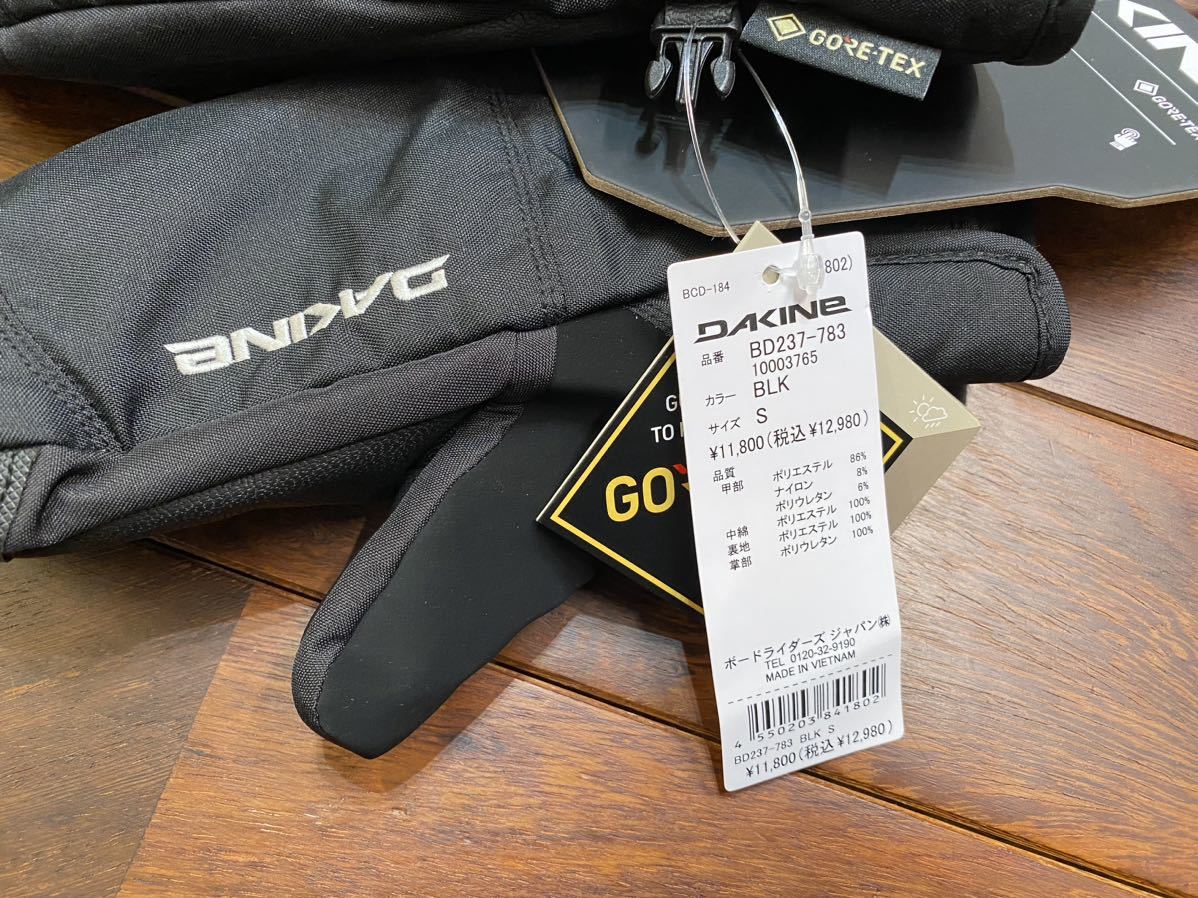 GORE-TEX
KINE
GORE-TEX
DAKINE
BCD-184
802)
DAKINE
品番 BD237-783
10003765
カラー BLK
サイズ S
¥11,800(税込¥12,980)
品質
甲部 ポリエステル 86%
ナイロン 8%
ポリウレタン 6%
中綿 ポリエステル 100%
裏地 ポリエステル 100%
掌部 ポリウレタン 100%
ボードライダーズ ジャパン㈱
TEL 0120-32-9190
MADE IN VIETNAM
4 550203 841802
BD237-783 BLK S
¥11,800(税込¥12,980)
G
TO
GO